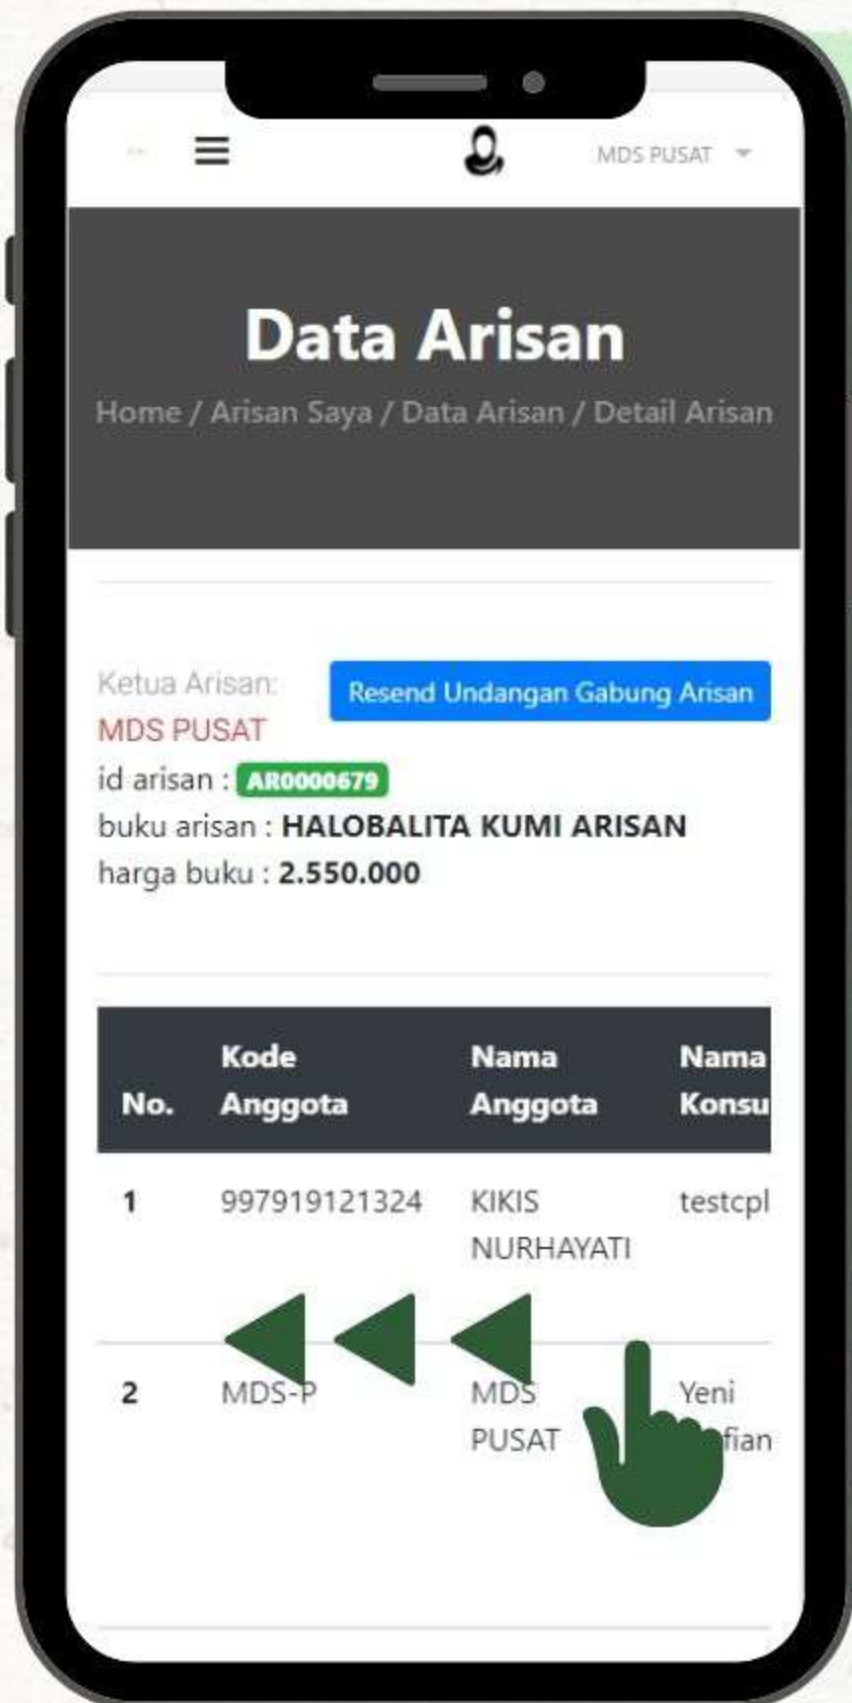 MDS PUSAT
Data Arisan
Home / Arisan Saya / Data Arisan / Detail Arisan
Ketua Arisan:
Resend Undangan Gabung Arisan
MDS PUSAT
id arisan : AR0000679
buku arisan : HALOBALITA KUMI ARISAN
harga buku : 2.550.000
Kode Nama Nama
No. Anggota Anggota Konsu
1 997919121324 KIKIS testcpl
NURHAYATI
2 MDS-P MDS Yeni
PUSAT fian